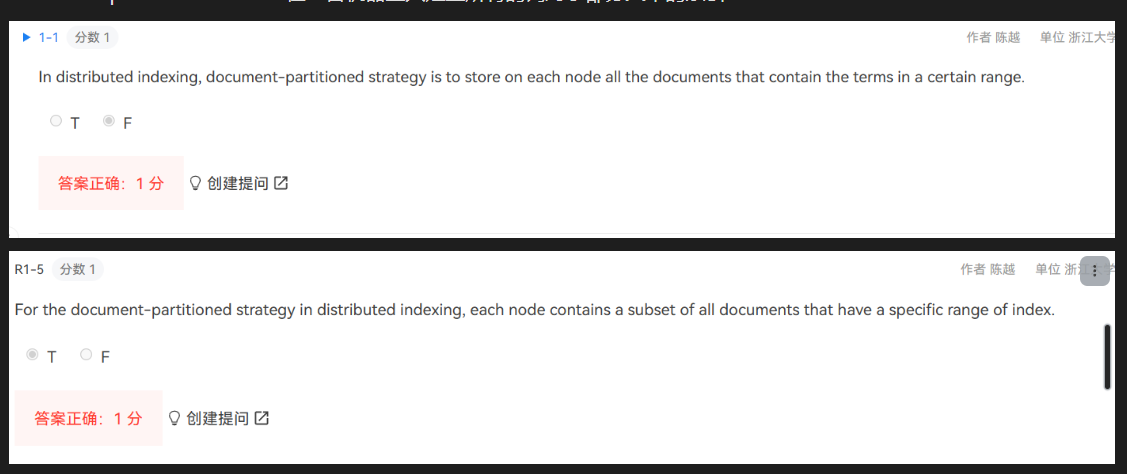 1-1 分数 1 作者 陈越 单位 浙江大学
In distributed indexing, document-partitioned strategy is to store on each node all the documents that contain the terms in a certain range.
T F
答案正确：1 分 创建提问
R1-5 分数 1 作者 陈越 单位 浙江
For the document-partitioned strategy in distributed indexing, each node contains a subset of all documents that have a specific range of index.
T F
答案正确：1 分 创建提问